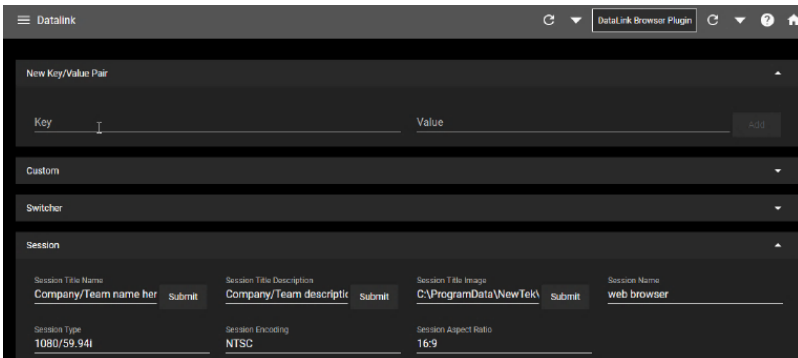 Datalink
DataLink Browser Plugin
New Key/Value Pair
Key Value Add
Custom
Switcher
Session
Session Title Name Session Title Description Session Title Image Session Name
Company/Team name her Submit Company/Team descriptic Submit C:\ProgramData\NewTek\ Submit web browser
Session Type Session Encoding Session Aspect Ratio
1080/59.94i NTSC 16:9